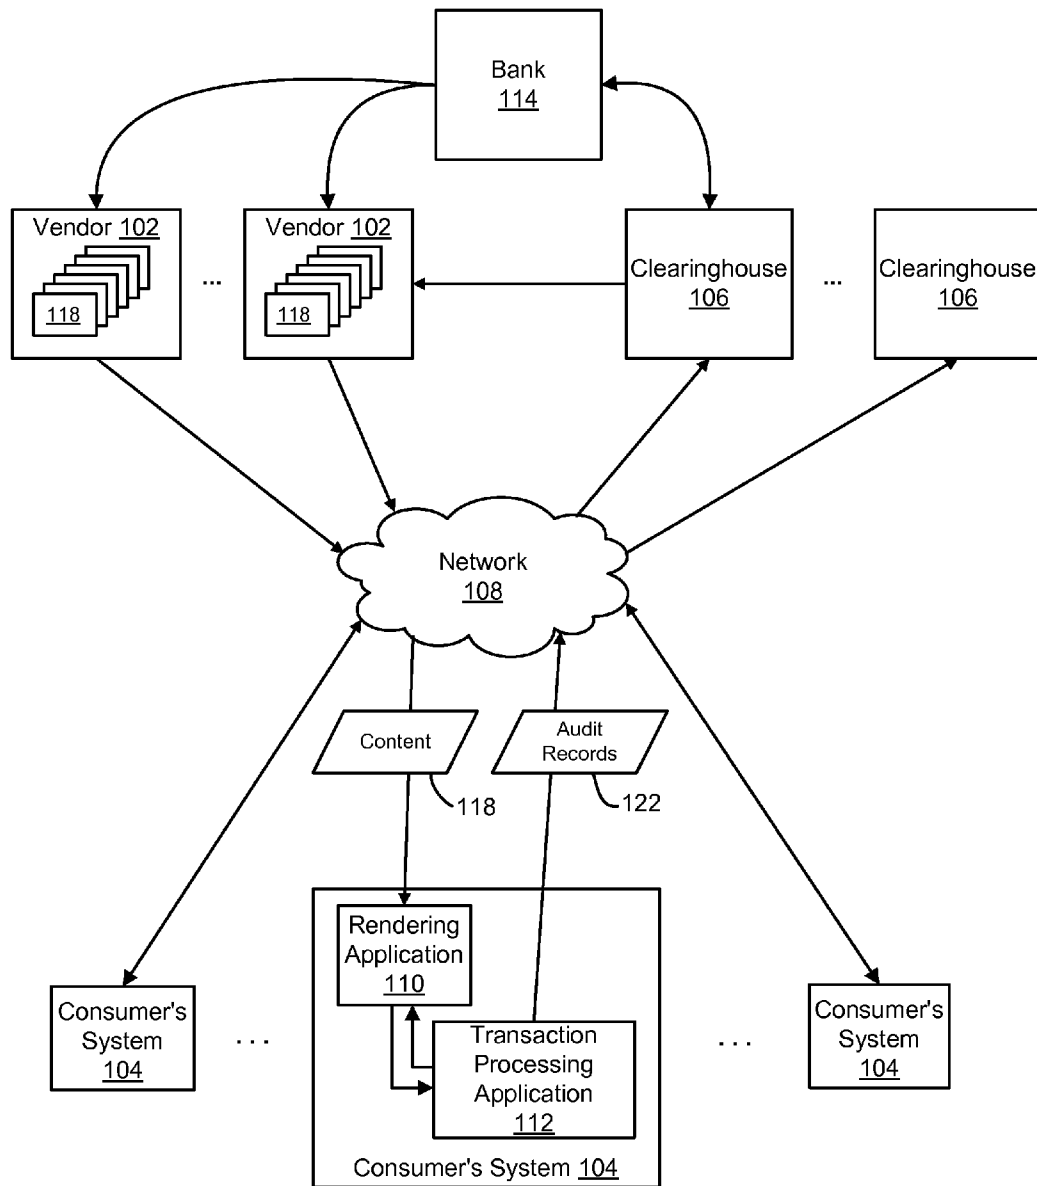 Bank
114
Vendor 102
118
...
Vendor 102
118
Clearinghouse
106
...
Clearinghouse
106
Network
108
Content
118
Audit
Records
122
Rendering
Application
110
Transaction
Processing
Application
112
Consumer's System 104
Consumer's
System
104
. . .
. . .
Consumer's
System
104